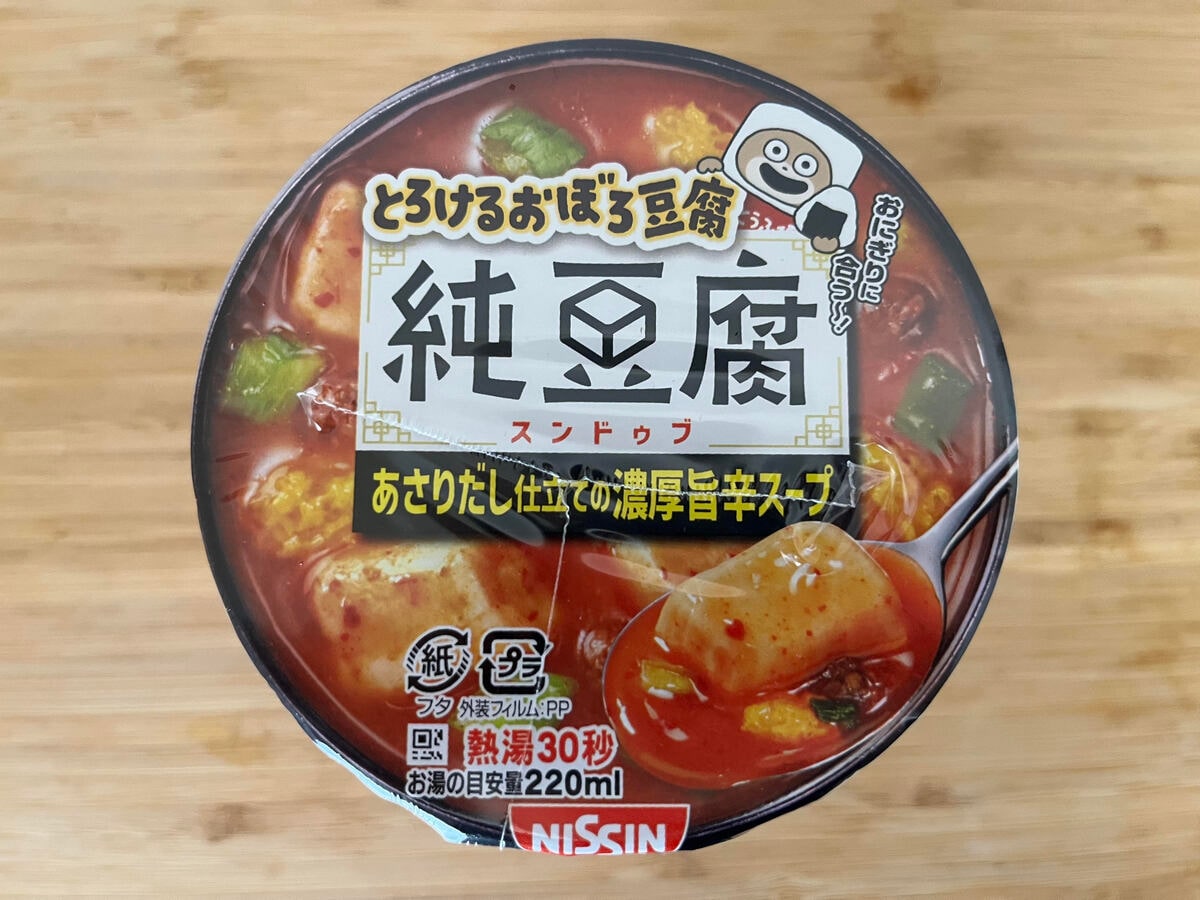 とろけるおぼろ豆腐
おにぎりに
合う〜!
純豆腐
スンドゥブ
あさりだし仕立ての濃厚旨辛スープ
紙
プラ
フタ 外装フィルム:PP
熱湯30秒
お湯の目安量220ml
NISSIN